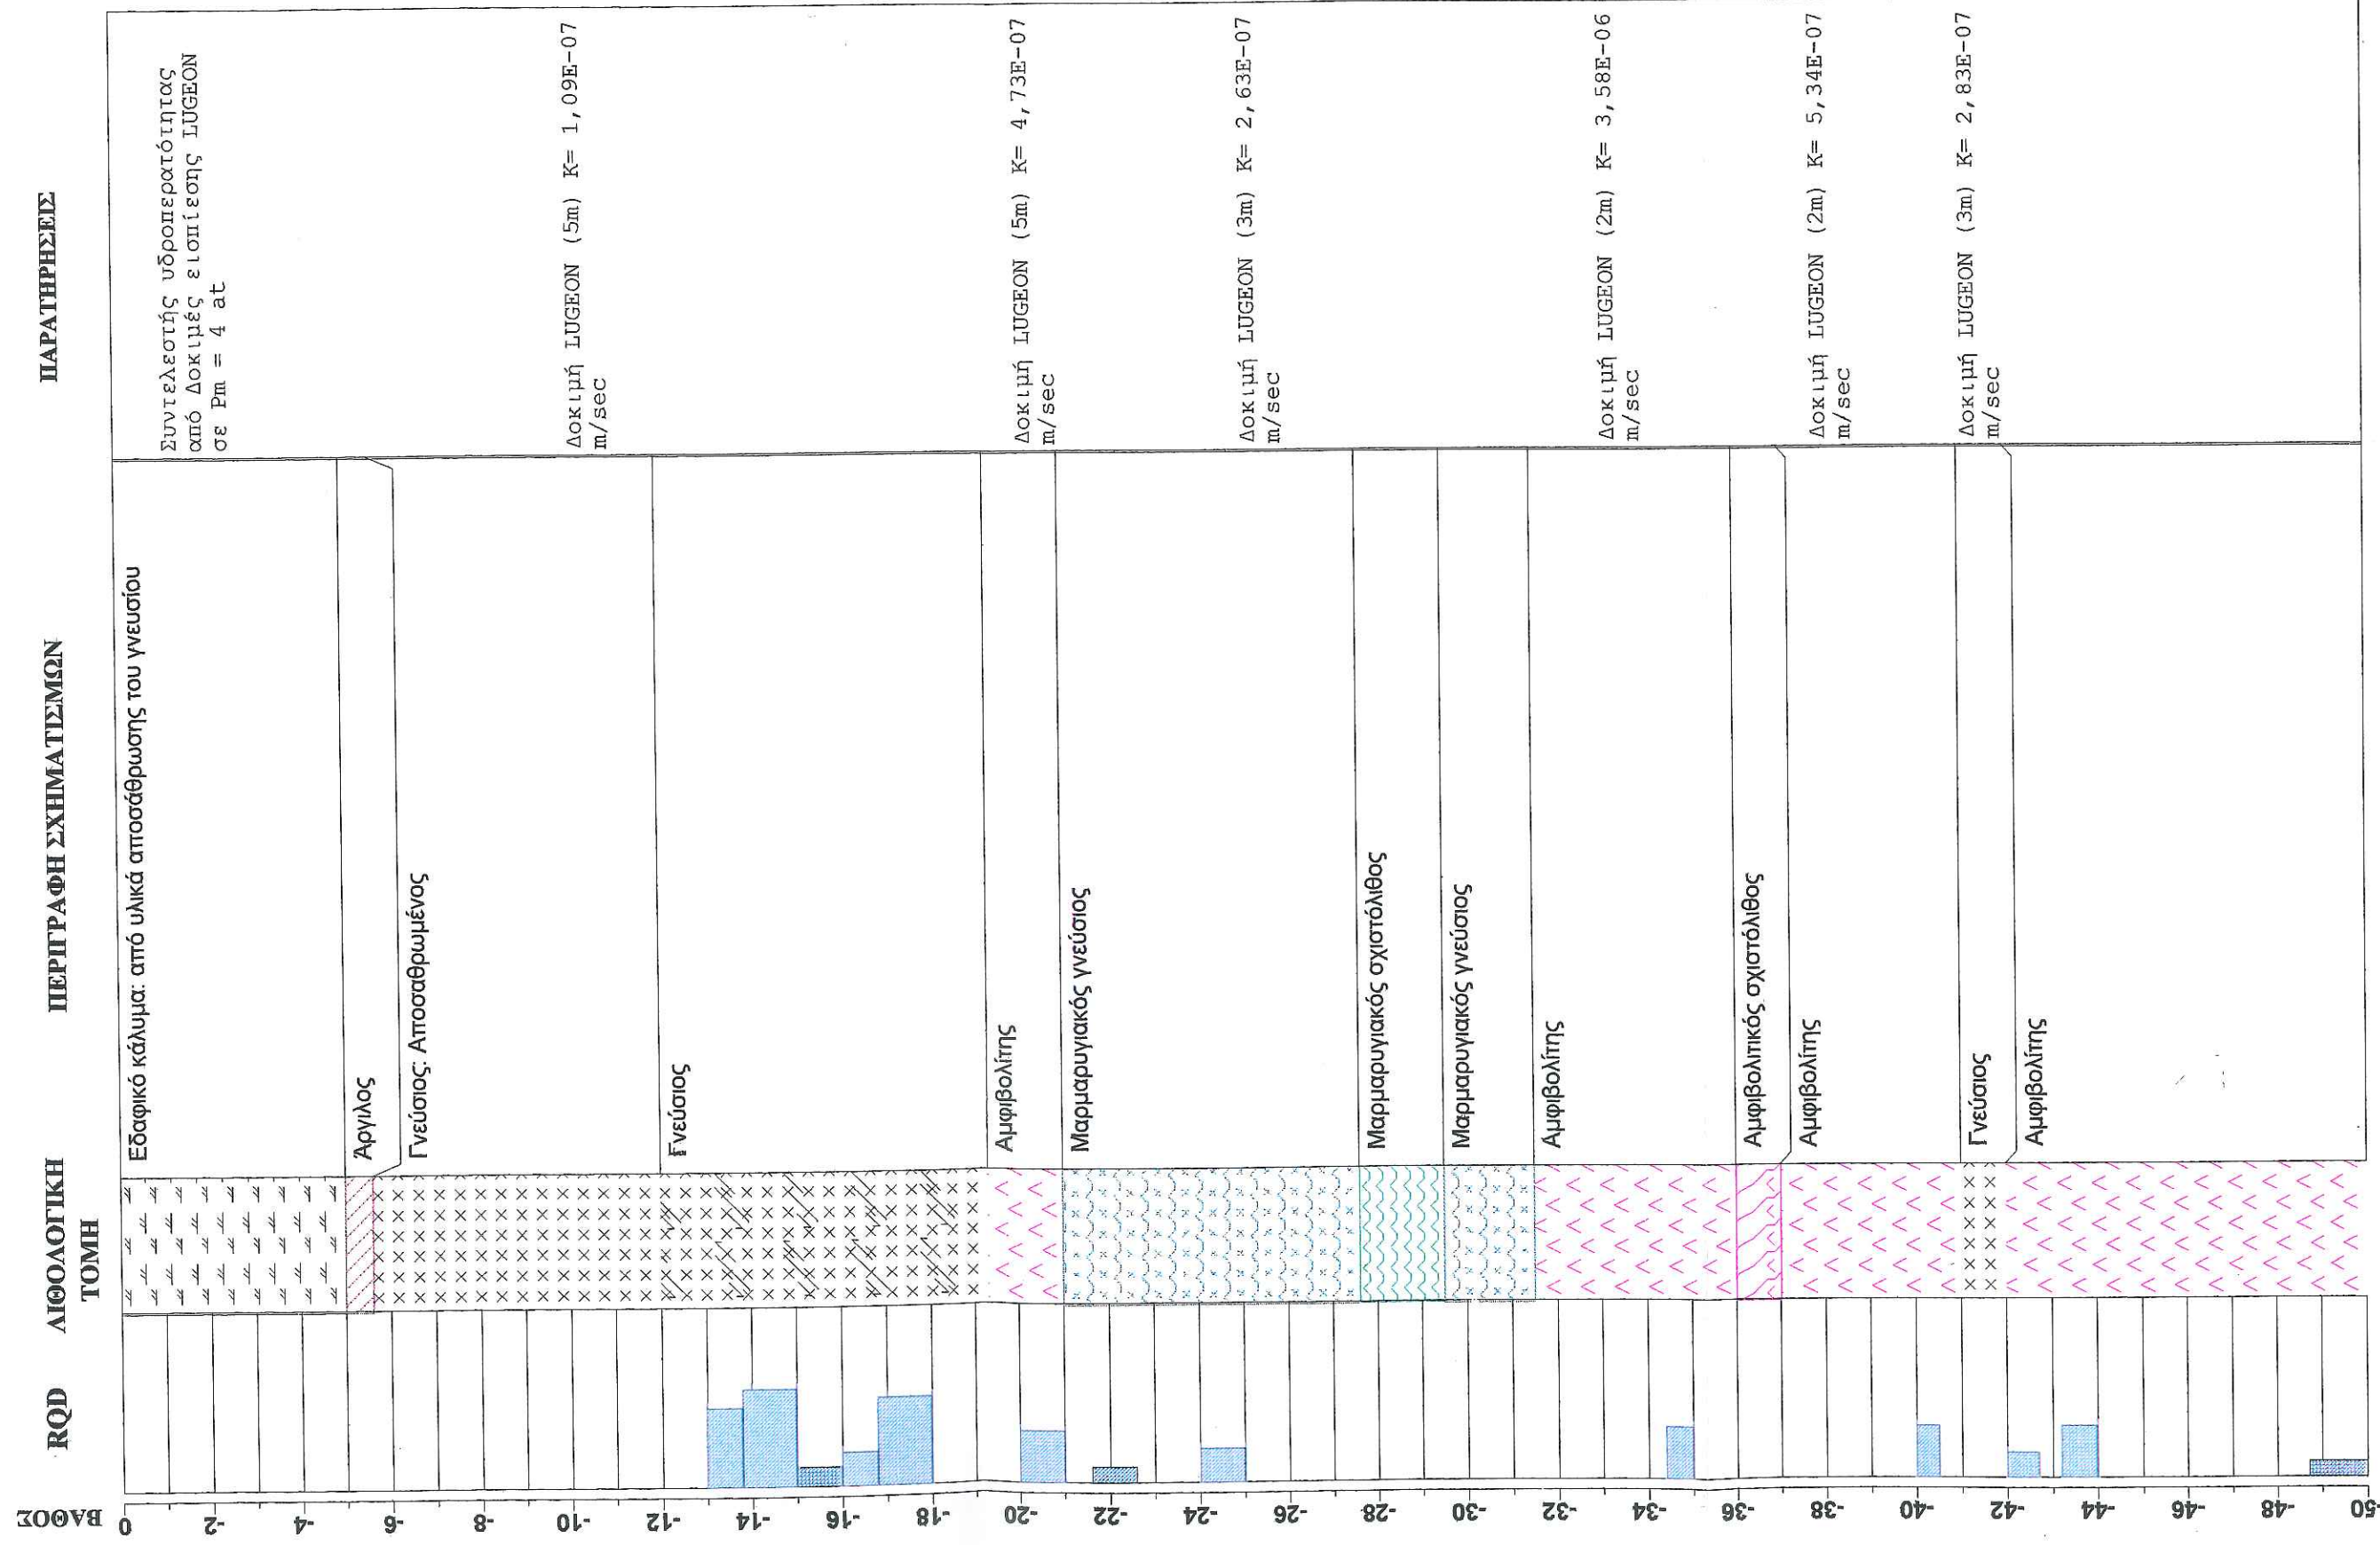 ΒΑΘΟΣ
RQD
ΛΙΘΟΛΟΓΙΚΗ
ΤΟΜΗ
ΠΕΡΙΓΡΑΦΗ ΣΧΗΜΑΤΙΣΜΩΝ
ΠΑΡΑΤΗΡΗΣΕΙΣ
0
-2
-4
-6
-8
-10
-12
-14
-16
-18
-20
-22
-24
-26
-28
-30
-32
-34
-36
-38
-40
-42
-44
-46
-48
-50
Εδαφικό κάλυμα: από υλικά αποσάθρωσης του γνευσίου
Άργιλος
Γνεύσιος: Αποσαθρωμένος
Γνεύσιος
Αμφιβολίτης
Μαρμαρυγιακός γνεύσιος
Μαρμαρυγιακός σχιστόλιθος
Μαρμαρυγιακός γνεύσιος
Αμφιβολίτης
Αμφιβολιτικός σχιστόλιθος
Αμφιβολίτης
Γνεύσιος
Αμφιβολίτης
Συντελεστής υδροπερατότητας
από Δοκιμές εισπίεσης LUGEON
σε Pm = 4 at
Δοκιμή LUGEON (5m) K= 1,09E-07
m/sec
Δοκιμή LUGEON (5m) K= 4,73E-07
m/sec
Δοκιμή LUGEON (3m) K= 2,63E-07
m/sec
Δοκιμή LUGEON (2m) K= 3,58E-06
m/sec
Δοκιμή LUGEON (2m) K= 5,34E-07
m/sec
Δοκιμή LUGEON (3m) K= 2,83E-07
m/sec